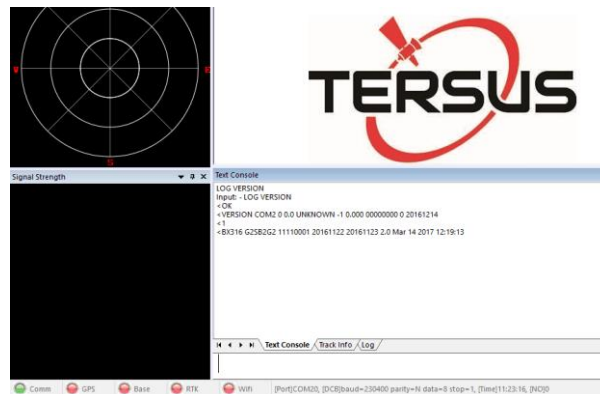 W
E
S
TERSUS
Signal Strength
Text Console
LOG VERSION
Input: - LOG VERSION
<OK
<VERSION COM2 0 0.0 UNKNOWN -1 0.000 00000000 0 20161214
<1
<BX316 G2SB2G2 11110001 20161122 20161123 2.0 Mar 14 2017 12:19:13
Text Console / Track Info / Log /
Comm GPS Base RTK Wifi [Port]COM20, [DCB]baud=230400 parity=N data=8 stop=1, [Time]11:23:16, [NO]0